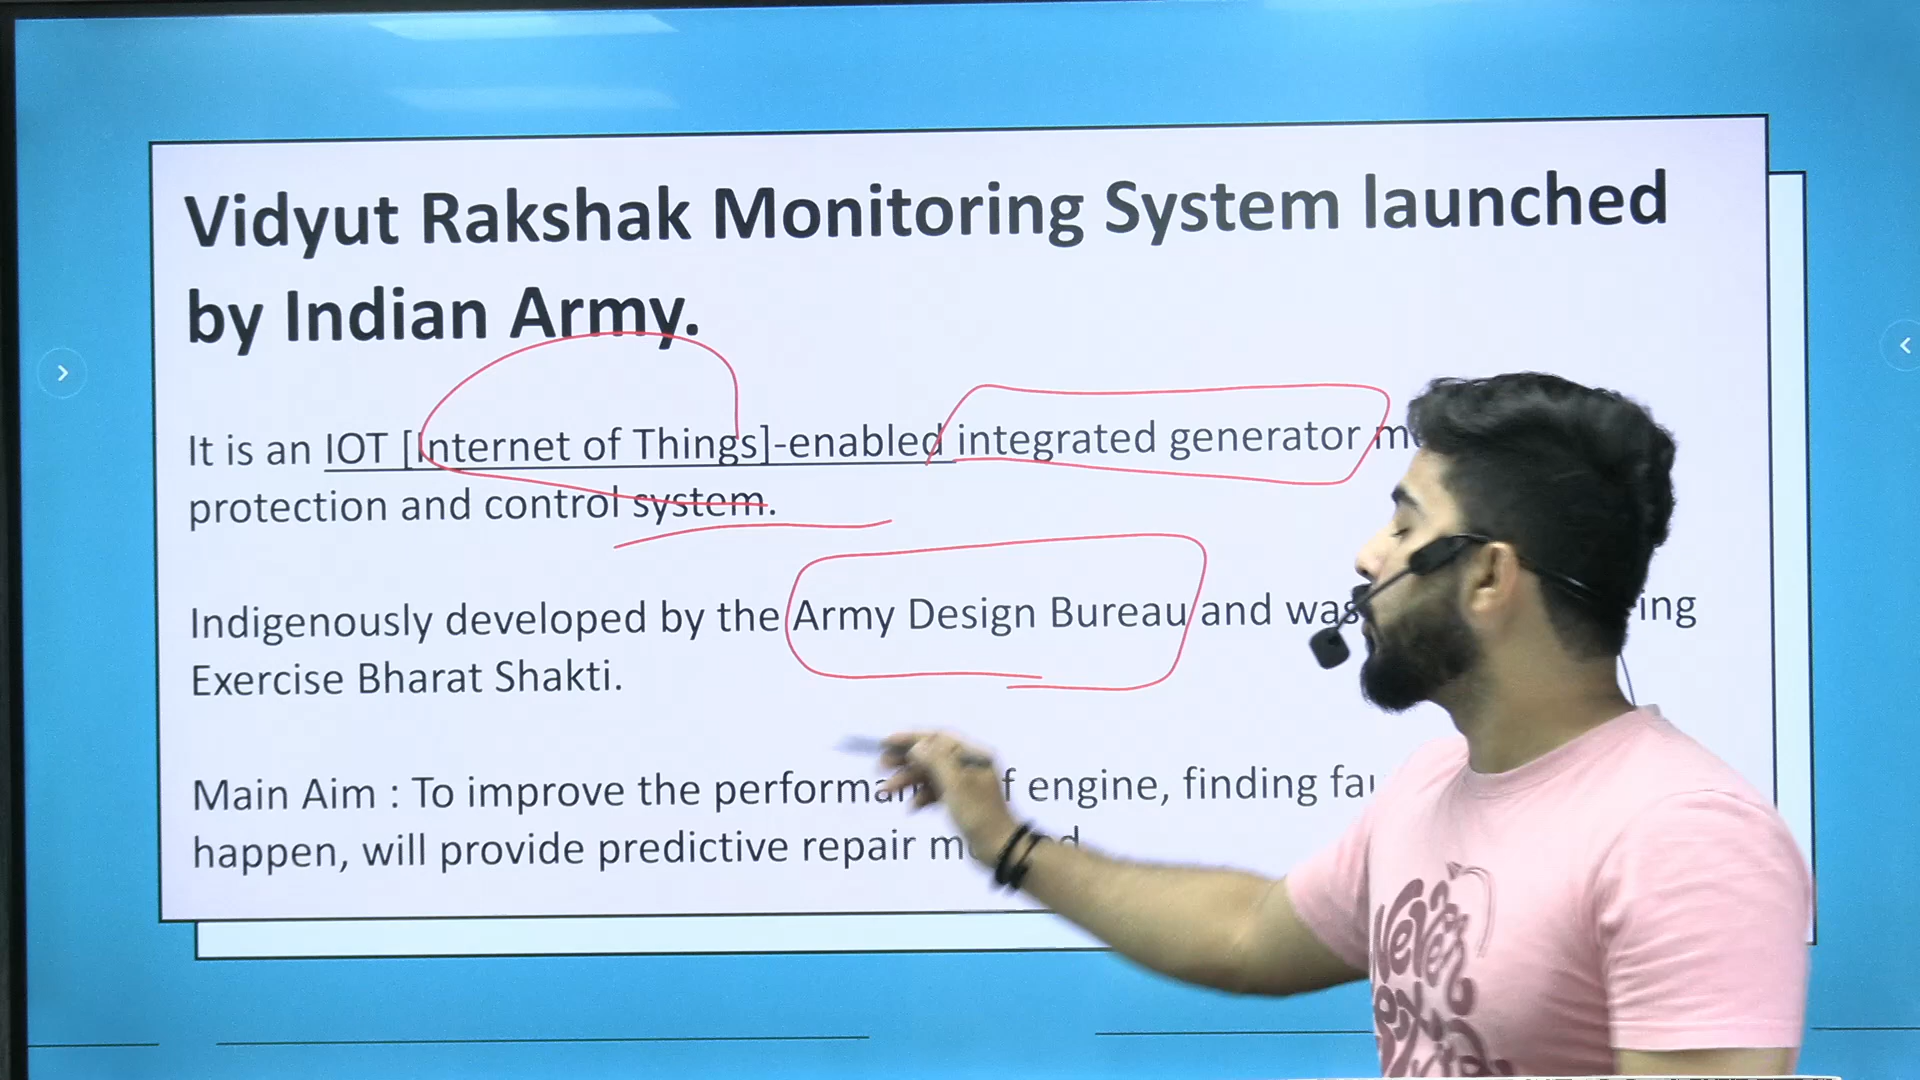 Vidyut Rakshak Monitoring System launched
by Indian Army.
It is an IOT [Internet of Things]-enabled integrated generator
protection and control system.
Indigenously developed by the Army Design Bureau and was
Exercise Bharat Shakti.
Main Aim : To improve the engine, finding
happen, will provide predictive repair
Never